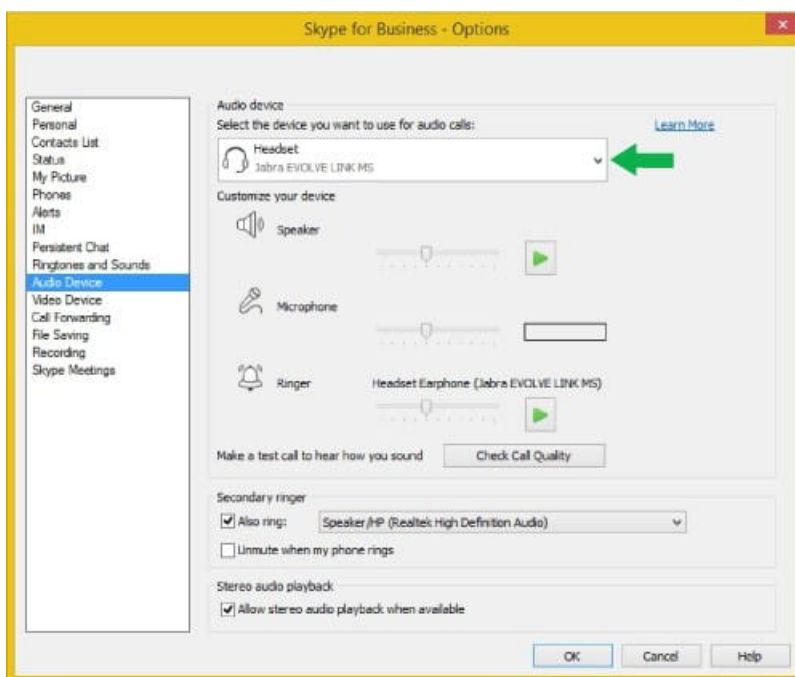 Skype for Business - Options
General
Personal
Contacts List
Status
My Picture
Phones
Alerts
IM
Persistent Chat
Ringtones and Sounds
Audio Device
Video Device
Call Forwarding
File Saving
Recording
Skype Meetings
Audio device
Select the device you want to use for audio calls:
Learn More
Headset
Jabra EVOLVE LINK MS
Customize your device
Speaker
Microphone
Ringer
Headset Earphone (Jabra EVOLVE LINK MS)
Make a test call to hear how you sound
Check Call Quality
Secondary ringer
Also ring:
Speaker/HP (Realtek High Definition Audio)
Unmute when my phone rings
Stereo audio playback
Allow stereo audio playback when available
OK
Cancel
Help